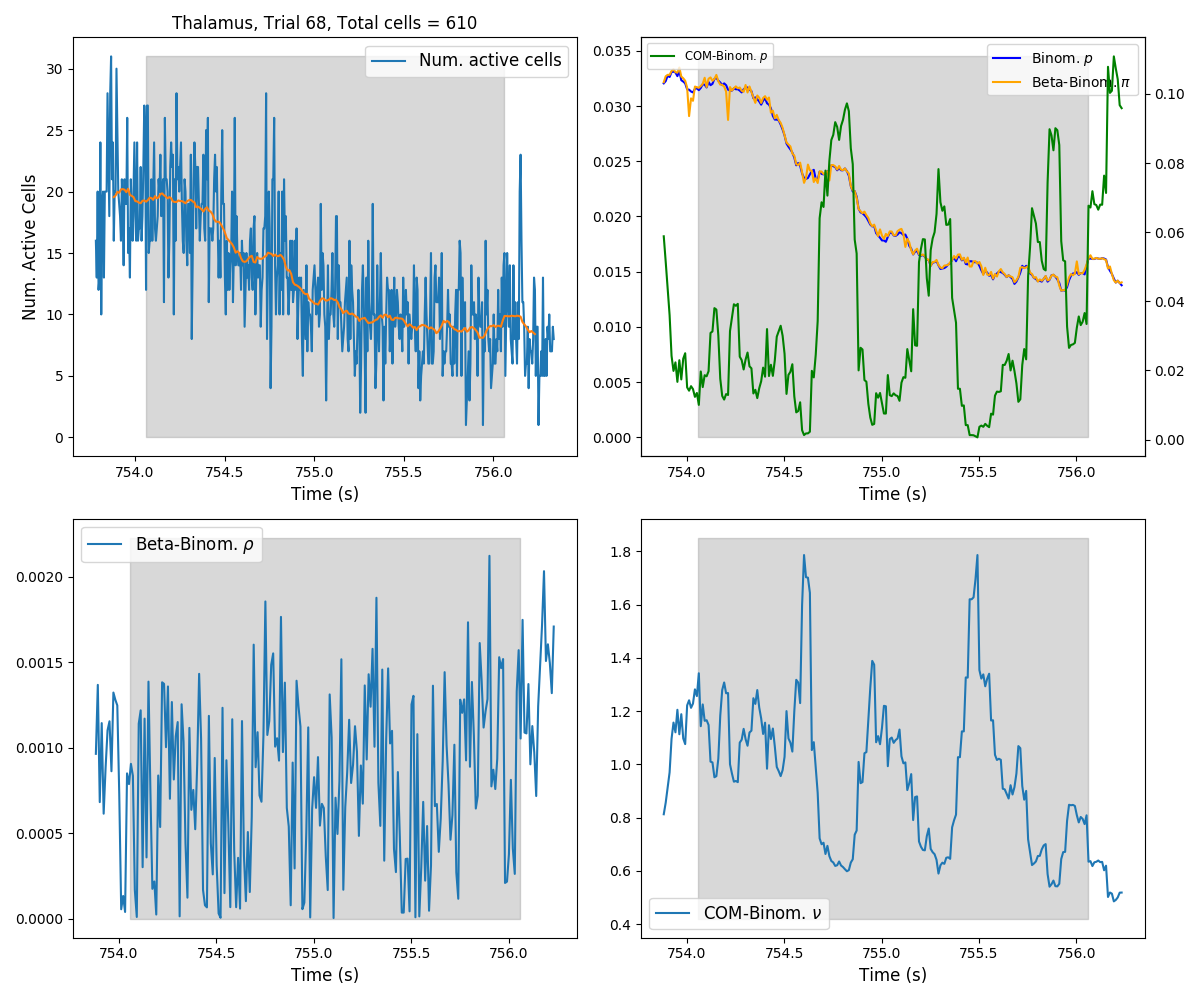 Thalamus, Trial 68, Total cells = 610
Num. active cells
30
25
20
15
10
5
0
Num. Active Cells
754.0 754.5 755.0 755.5 756.0
Time (s)
COM-Binom. p
Binom. p
Beta-Binom. π
0.035
0.030
0.025
0.020
0.015
0.010
0.005
0.000
0.10
0.08
0.06
0.04
0.02
0.00
754.0 754.5 755.0 755.5 756.0
Time (s)
Beta-Binom. ρ
0.0020
0.0015
0.0010
0.0005
0.0000
754.0 754.5 755.0 755.5 756.0
Time (s)
1.8
1.6
1.4
1.2
1.0
0.8
0.6
0.4
COM-Binom. ν
754.0 754.5 755.0 755.5 756.0
Time (s)